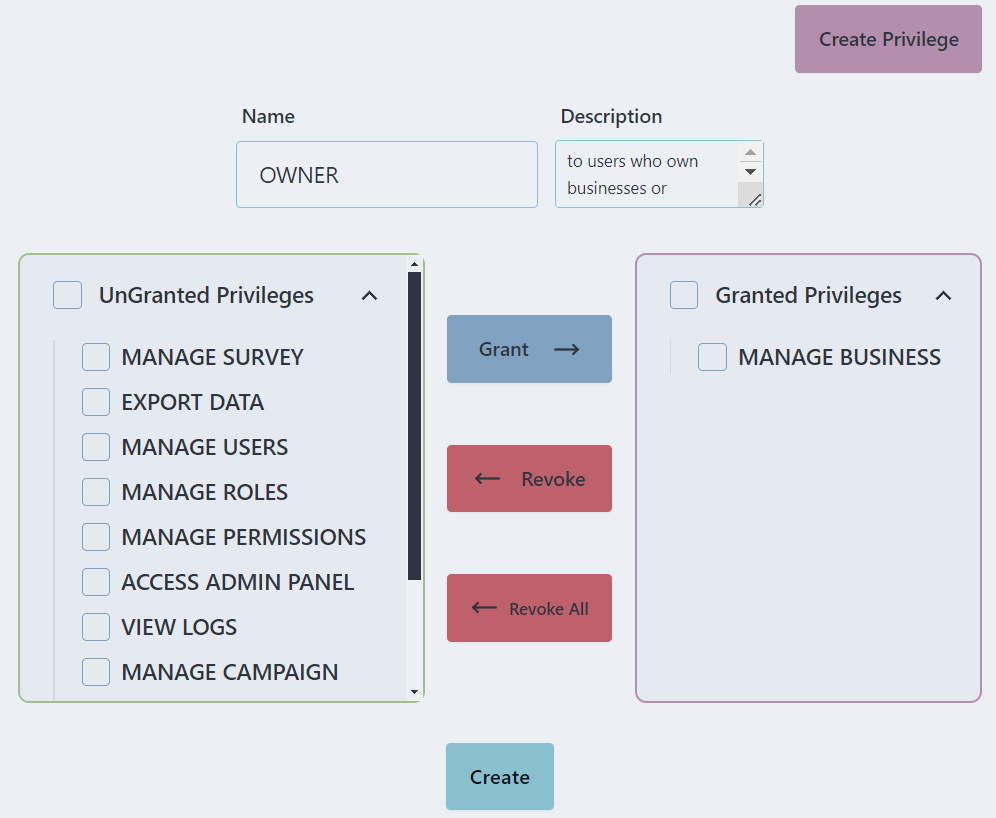 Create Privilege
Name
Description
OWNER
to users who own
businesses or
UnGranted Privileges
MANAGE SURVEY
EXPORT DATA
MANAGE USERS
MANAGE ROLES
MANAGE PERMISSIONS
ACCESS ADMIN PANEL
VIEW LOGS
MANAGE CAMPAIGN
Grant
Revoke
Revoke All
Granted Privileges
MANAGE BUSINESS
Create